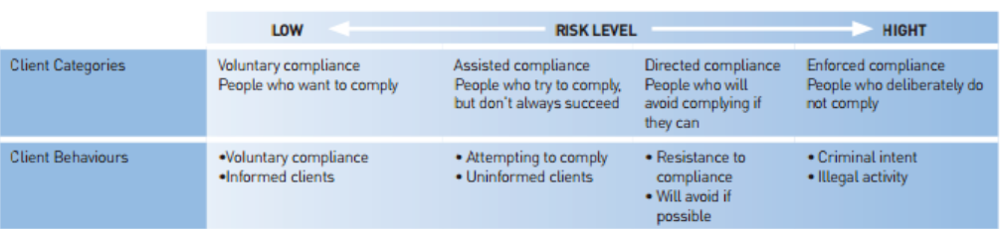 LOW RISK LEVEL HIGHT
Client Categories
Voluntary compliance
People who want to comply
Assisted compliance
People who try to comply,
but don't always succeed
Directed compliance
People who will
avoid complying if
they can
Enforced compliance
People who deliberately do
not comply
Client Behaviours
•Voluntary compliance
•Informed clients
• Attempting to comply
• Uninformed clients
• Resistance to
compliance
• Will avoid if
possible
• Criminal intent
• Illegal activity